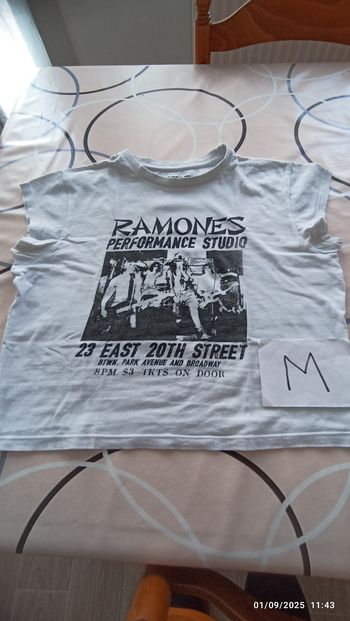 RAMONES
PERFORMANCE STUDIO
23 EAST 20TH STREET
BTWN. PARK AVENUE AND BROADWAY
8PM $3 TKTS ON DOOR
M
01/09/2025 11:43